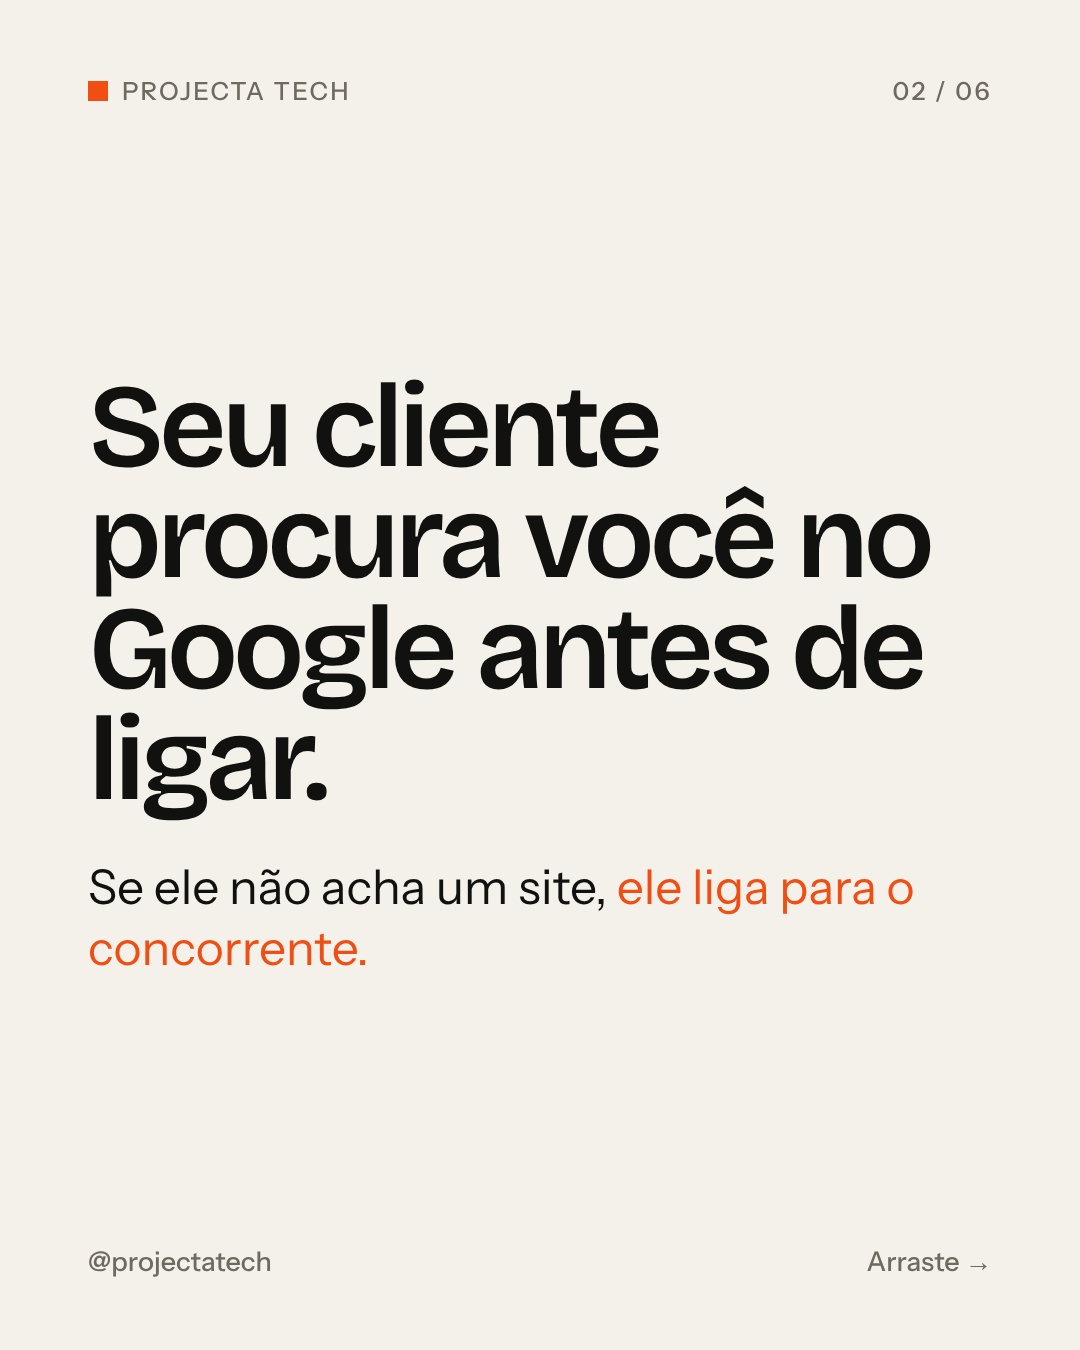 PROJECTA TECH
02 / 06
Seu cliente
procura você no
Google antes de
ligar.
Se ele não acha um site, ele liga para o
concorrente.
@projectatech
Arraste →